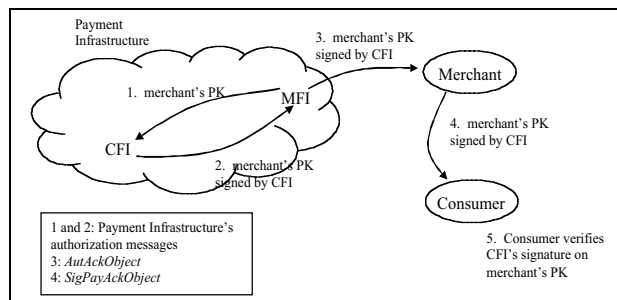 Payment
Infrastructure
3. merchant's PK
signed by CFI
Merchant
1. merchant's PK
MFI
CFI
4. merchant's PK
signed by CFI
2. merchant's PK
signed by CFI
Consumer
1 and 2: Payment Infrastructure's
authorization messages
3: AutAckObject
4: SigPayAckObject
5. Consumer verifies
CFI's signature on
merchant's PK